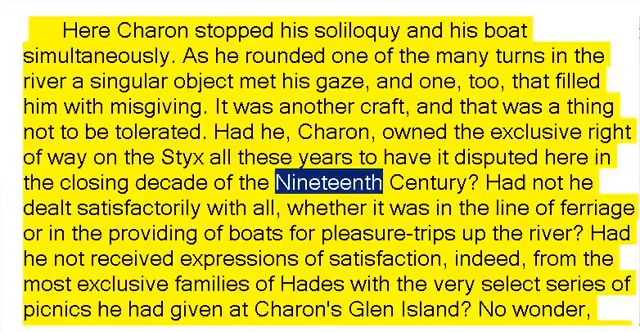 Here Charon stopped his soliloquy and his boat
simultaneously. As he rounded one of the many turns in the
river a singular object met his gaze, and one, too, that filled
him with misgiving. It was another craft, and that was a thing
not to be tolerated. Had he, Charon, owned the exclusive right
of way on the Styx all these years to have it disputed here in
the closing decade of the Nineteenth Century? Had not he
dealt satisfactorily with all, whether it was in the line of ferriage
or in the providing of boats for pleasure-trips up the river? Had
he not received expressions of satisfaction, indeed, from the
most exclusive families of Hades with the very select series of
picnics he had given at Charon's Glen Island? No wonder,